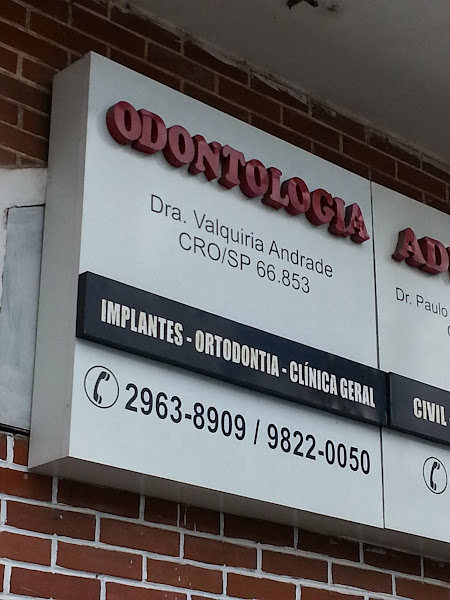 ODONTOLOGIA
Dra. Valquiria Andrade
CRO/SP 66.853
IMPLANTES - ORTODONTIA - CLÍNICA GERAL
2963-8909 / 9822-0050
Dr. Paulo
CIVIL